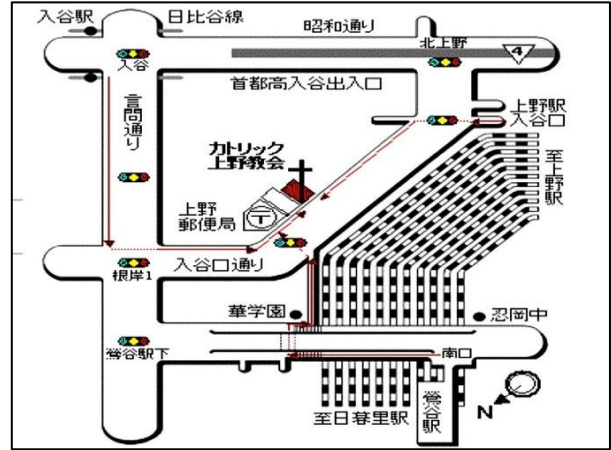 入谷駅
日比谷線
昭和通り
北上野
4
入谷
首都高入谷出入口
言問通り
上野駅
入谷口
カトリック
上野教会
至上野駅
上野
郵便局
根岸1
入谷口通り
華学園
忍岡中
鶯谷駅下
南口
鶯谷駅
至日暮里駅
N